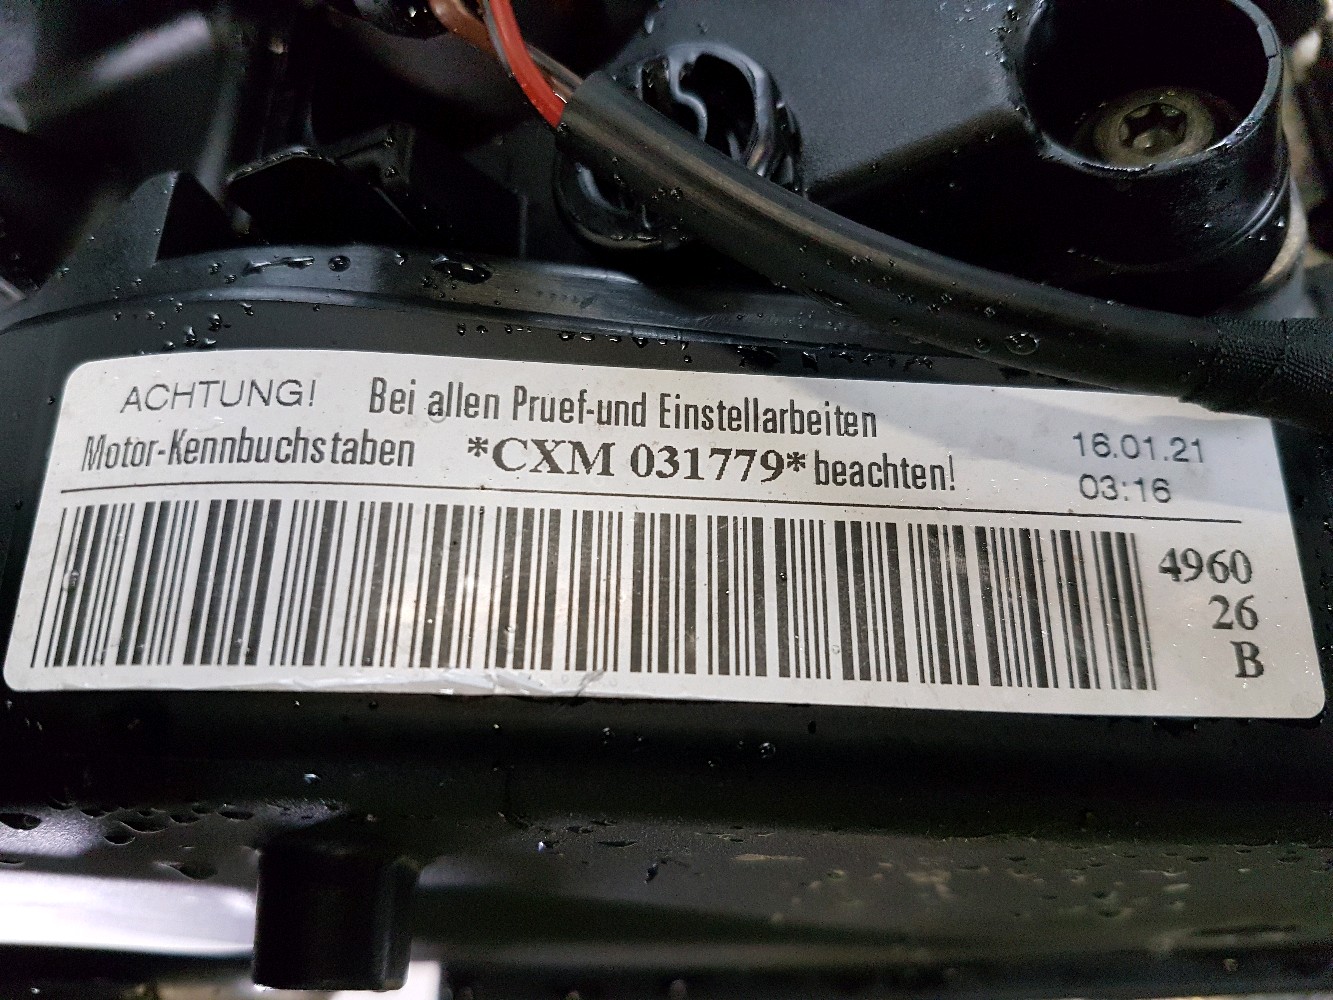 ACHTUNG! Bei allen Pruef-und Einstellarbeiten
Motor-Kennbuchstaben *CXM 031779* beachten!
16.01.21
03:16
4960
26
B